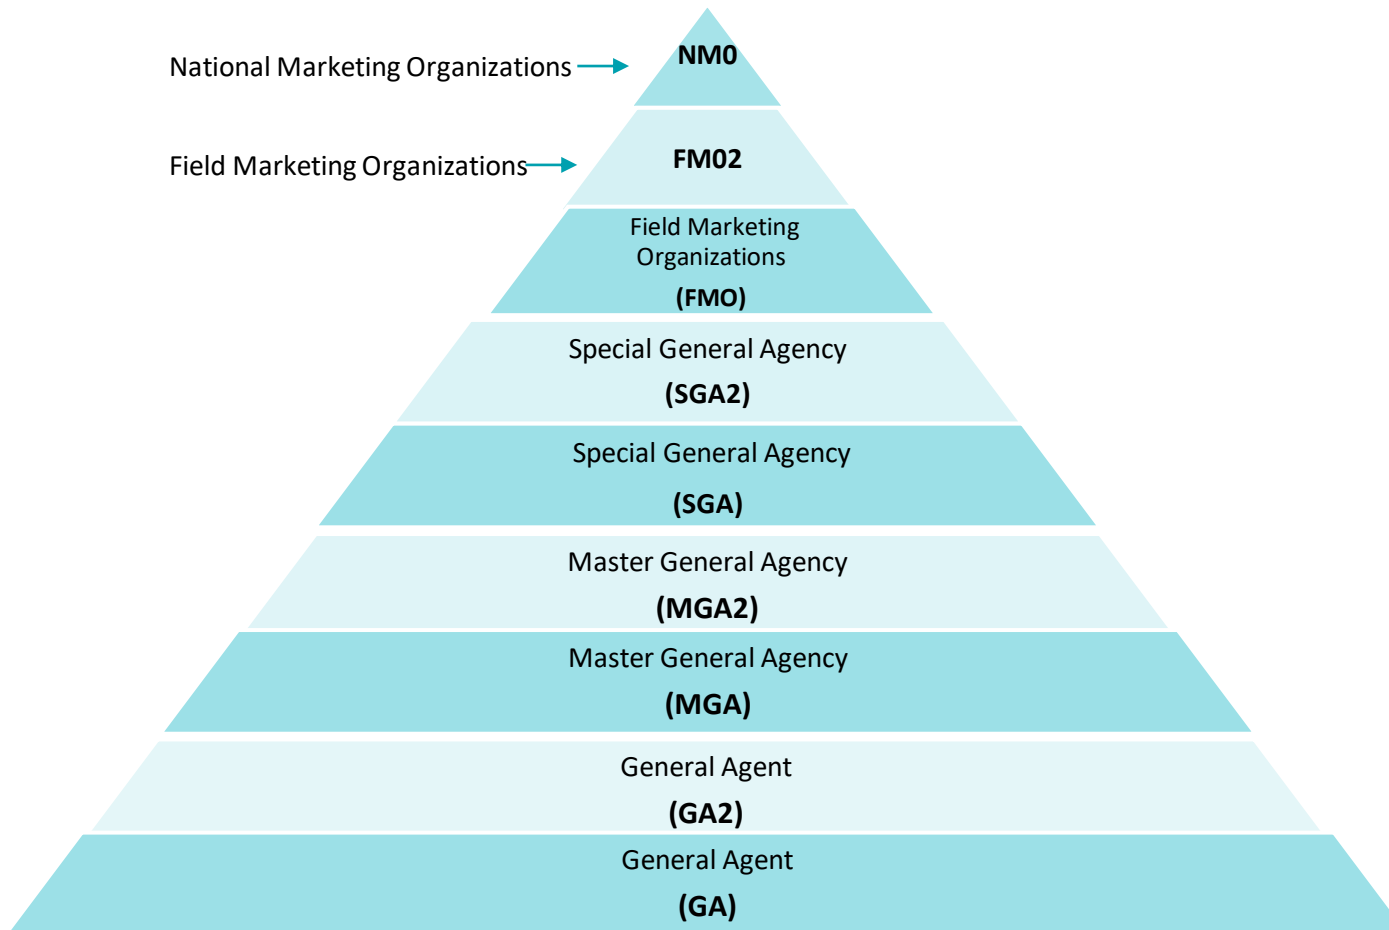 National Marketing Organizations
NM0
Field Marketing Organizations
FM02
Field Marketing
Organizations
(FMO)
Special General Agency
(SGA2)
Special General Agency
(SGA)
Master General Agency
(MGA2)
Master General Agency
(MGA)
General Agent
(GA2)
General Agent
(GA)